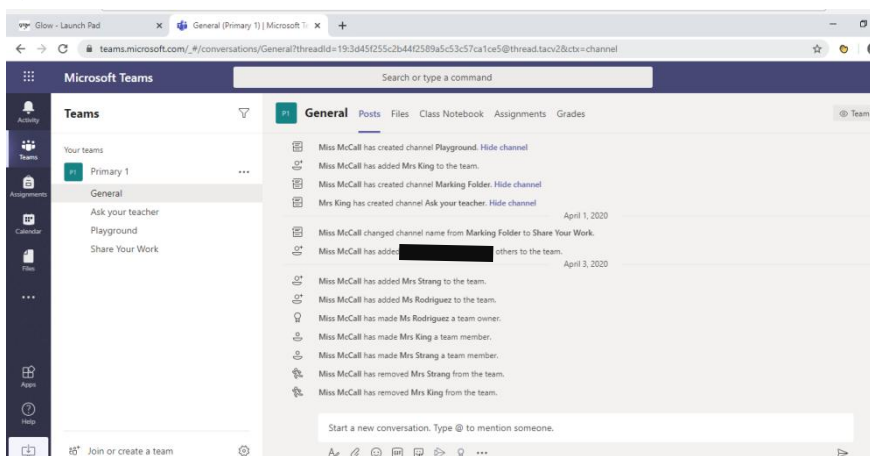 Glow - Launch Pad
General (Primary 1) | Microsoft Te
teams.microsoft.com/_#/conversations/General?threadId=19:3d45f255c2b44f2589a5c53c57ca1ce5@thread.tacv2&ctx=channel
Microsoft Teams
Search or type a command
Activity
Teams
Assignments
Calendar
Files
Apps
Help
Teams
Your teams
P1 Primary 1
General
Ask your teacher
Playground
Share Your Work
Join or create a team
P1 General Posts Files Class Notebook Assignments Grades
Team
Miss McCall has created channel Playground. Hide channel
Miss McCall has added Mrs King to the team.
Miss McCall has created channel Marking Folder. Hide channel
Mrs King has created channel Ask your teacher. Hide channel
April 1, 2020
Miss McCall changed channel name from Marking Folder to Share Your Work.
Miss McCall has added others to the team.
April 3, 2020
Miss McCall has added Mrs Strang to the team.
Miss McCall has added Ms Rodriguez to the team.
Miss McCall has made Ms Rodriguez a team owner.
Miss McCall has made Mrs King a team member.
Miss McCall has made Mrs Strang a team member.
Miss McCall has removed Mrs Strang from the team.
Miss McCall has removed Mrs King from the team.
Start a new conversation. Type @ to mention someone.
GIF